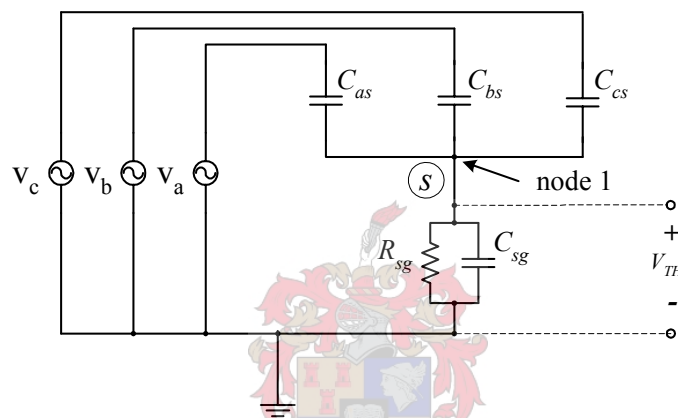 C_as
C_bs
C_cs
v_c
v_b
v_a
s
node 1
R_sg
C_sg
+
V_TH
-